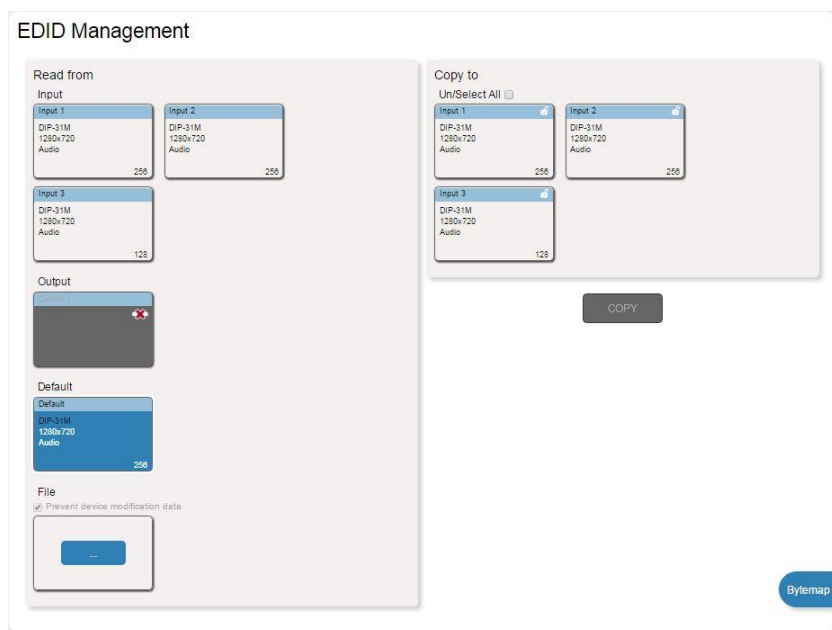 EDID Management
Read from
Input
Input 1
DIP-31M
1280x720
Audio
256
Input 2
DIP-31M
1280x720
Audio
256
Input 3
DIP-31M
1280x720
Audio
128
Output
Output 1
Default
Default
DIP-31M
1280x720
Audio
256
File
Prevent device modification data
...
Copy to
Un/Select All
Input 1
DIP-31M
1280x720
Audio
256
Input 2
DIP-31M
1280x720
Audio
256
Input 3
DIP-31M
1280x720
Audio
128
COPY
Bytemap